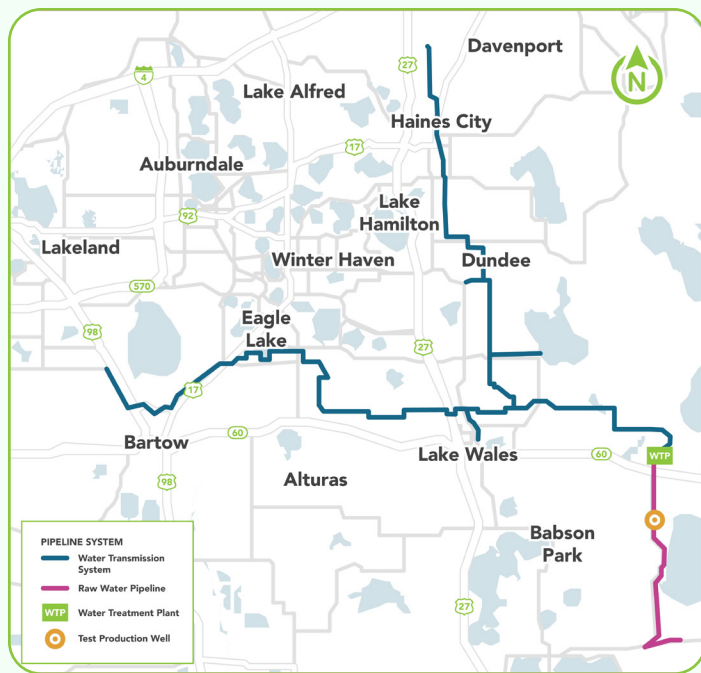 Davenport
27
4
Lake Alfred
N
Haines City
17
Auburndale
Lake
Hamilton
92
Lakeland
Winter Haven
Dundee
570
Eagle
Lake
98
27
17
60
Bartow
Lake Wales
60
WTP
Alturas
98
Babson
Park
27
PIPELINE SYSTEM
Water Transmission
System
Raw Water Pipeline
WTP
Water Treatment Plant
Test Production Well